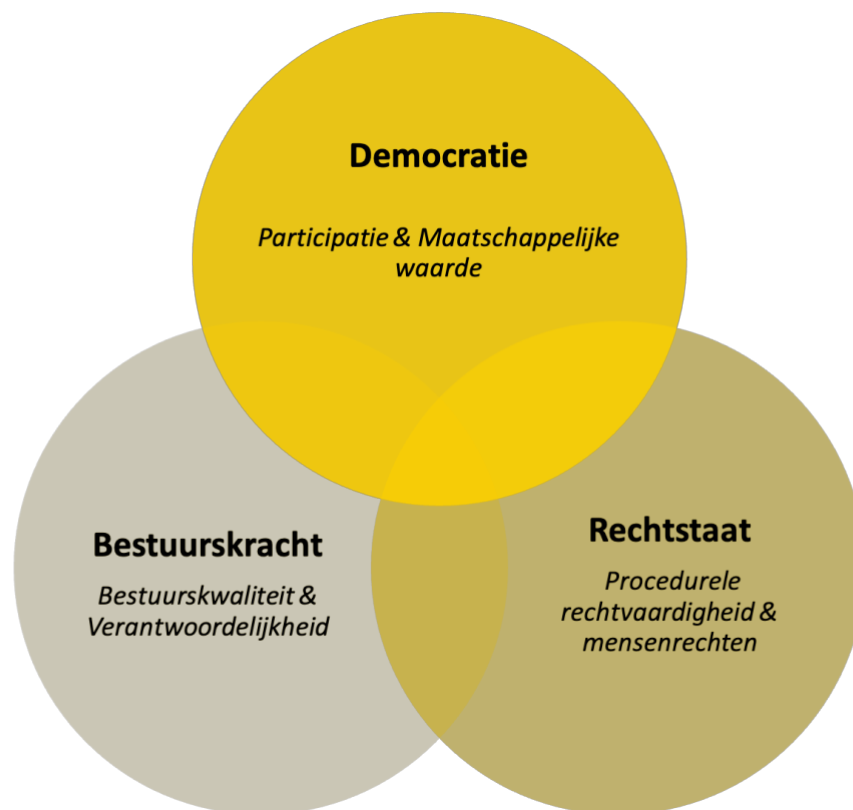 Democratie
Participatie & Maatschappelijke
waarde
Bestuurskracht
Bestuurskwaliteit &
Verantwoordelijkheid
Rechtstaat
Procedurele
rechtvaardigheid &
mensenrechten